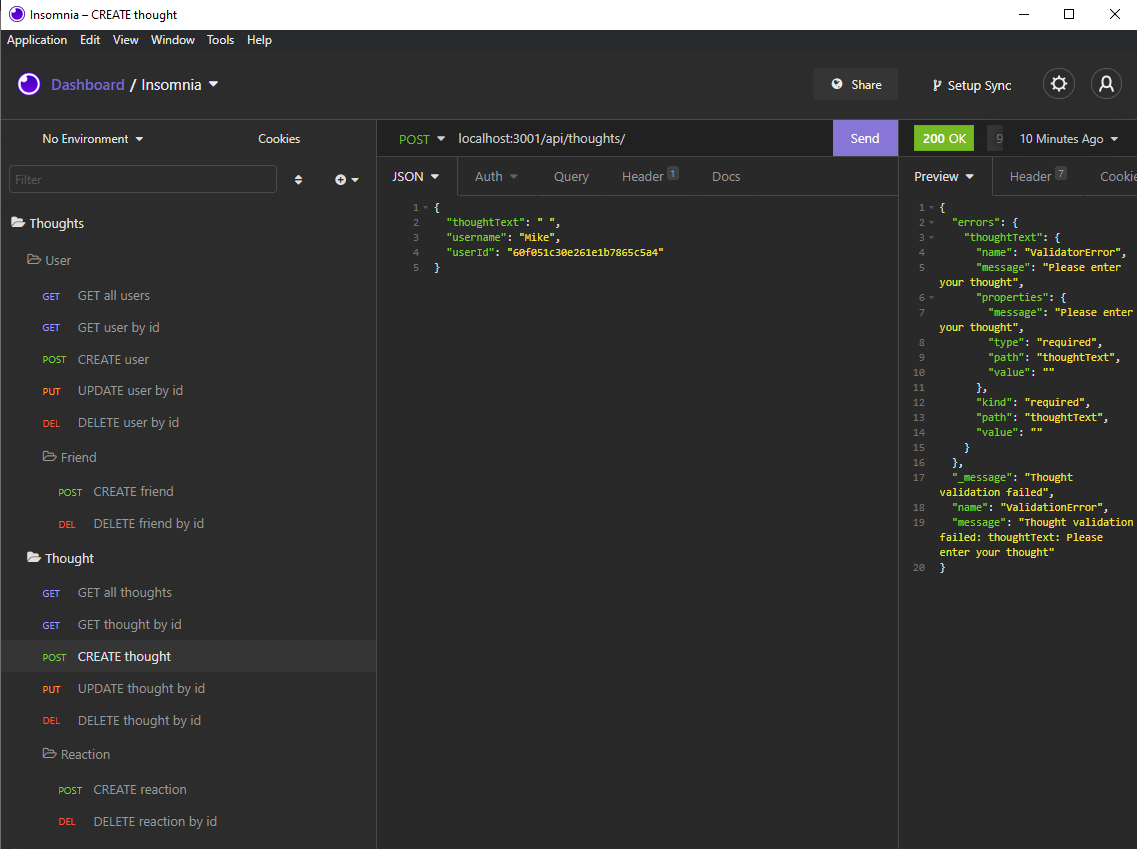 Insomnia – CREATE thought
Application Edit View Window Tools Help
Dashboard / Insomnia
Share
Setup Sync
No Environment
Cookies
Filter
Thoughts
User
GET GET all users
GET GET user by id
POST CREATE user
PUT UPDATE user by id
DEL DELETE user by id
Friend
POST CREATE friend
DEL DELETE friend by id
Thought
GET GET all thoughts
GET GET thought by id
POST CREATE thought
PUT UPDATE thought by id
DEL DELETE thought by id
Reaction
POST CREATE reaction
DEL DELETE reaction by id
POST localhost:3001/api/thoughts/ Send
JSON Auth Query Header 1 Docs
1 {
2 "thoughtText": " ",
3 "username": "Mike",
4 "userId": "60f051c30e261e1b7865c5a4"
5 }
200 OK 9 10 Minutes Ago
Preview Header 7 Cookie
1 {
2 "errors": {
3 "thoughtText": {
4 "name": "ValidatorError",
5 "message": "Please enter
your thought",
6 "properties": {
7 "message": "Please enter
your thought",
8 "type": "required",
9 "path": "thoughtText",
10 "value": ""
11 },
12 "kind": "required",
13 "path": "thoughtText",
14 "value": ""
15 }
16 },
17 "_message": "Thought
validation failed",
18 "name": "ValidationError",
19 "message": "Thought validation
failed: thoughtText: Please
enter your thought"
20 }